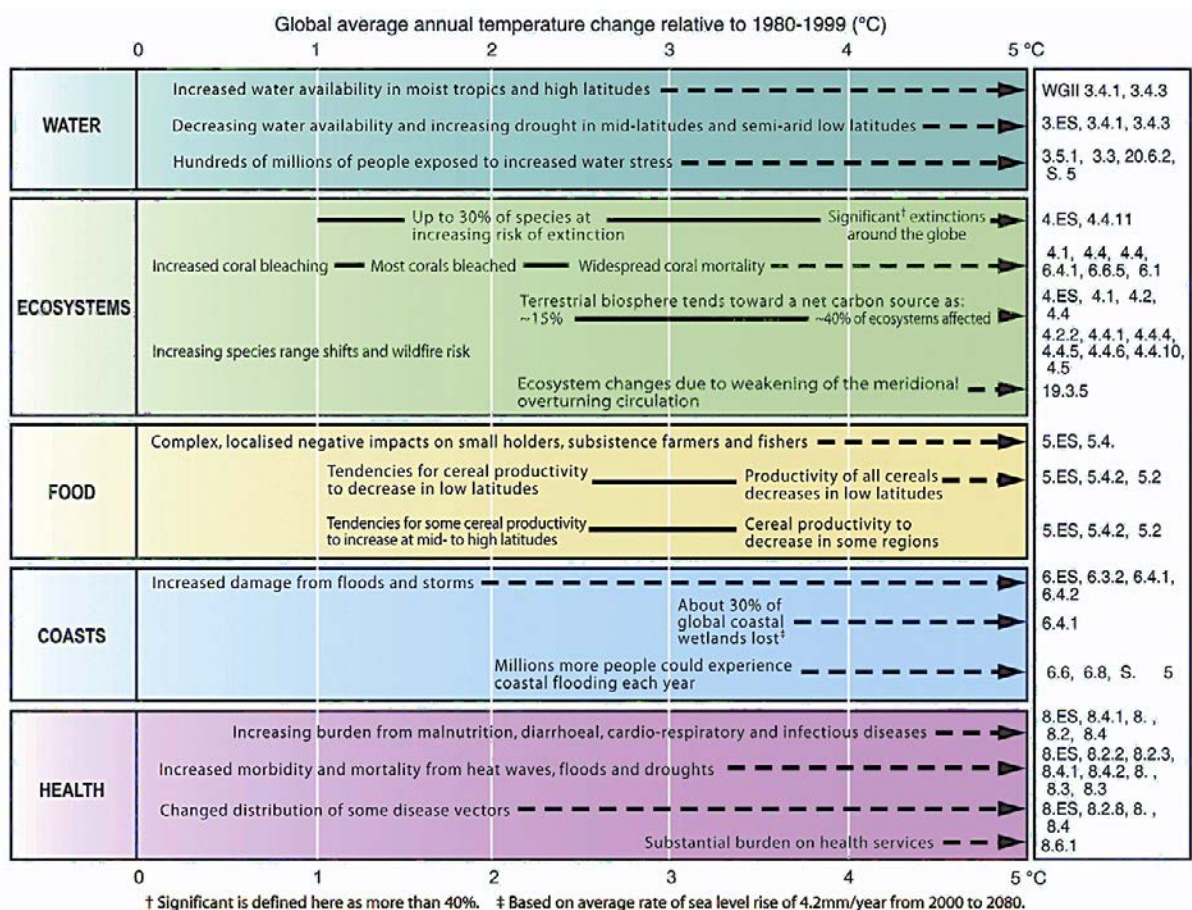 Global average annual temperature change relative to 1980-1999 (°C)
0 1 2 3 4 5 °C
WATER
Increased water availability in moist tropics and high latitudes
WGII 3.4.1, 3.4.3
Decreasing water availability and increasing drought in mid-latitudes and semi-arid low latitudes
3.ES, 3.4.1, 3.4.3
Hundreds of millions of people exposed to increased water stress
3.5.1, 3.3, 20.6.2,
S. 5
ECOSYSTEMS
Up to 30% of species at
increasing risk of extinction
Significant† extinctions
around the globe
4.ES, 4.4.11
Increased coral bleaching
Most corals bleached
Widespread coral mortality
4.1, 4.4, 4.4,
6.4.1, 6.6.5, 6.1
Terrestrial biosphere tends toward a net carbon source as:
~15%
~40% of ecosystems affected
4.ES, 4.1, 4.2,
4.4
Increasing species range shifts and wildfire risk
4.2.2, 4.4.1, 4.4.4,
4.4.5, 4.4.6, 4.4.10,
4.5
Ecosystem changes due to weakening of the meridional
overturning circulation
19.3.5
FOOD
Complex, localised negative impacts on small holders, subsistence farmers and fishers
5.ES, 5.4.
Tendencies for cereal productivity
to decrease in low latitudes
Productivity of all cereals
decreases in low latitudes
5.ES, 5.4.2, 5.2
Tendencies for some cereal productivity
to increase at mid- to high latitudes
Cereal productivity to
decrease in some regions
5.ES, 5.4.2, 5.2
COASTS
Increased damage from floods and storms
6.ES, 6.3.2, 6.4.1,
6.4.2
About 30% of
global coastal
wetlands lost‡
6.4.1
Millions more people could experience
coastal flooding each year
6.6, 6.8, S. 5
HEALTH
Increasing burden from malnutrition, diarrhoeal, cardio-respiratory and infectious diseases
8.ES, 8.4.1, 8. ,
8.2, 8.4
Increased morbidity and mortality from heat waves, floods and droughts
8.ES, 8.2.2, 8.2.3,
8.4.1, 8.4.2, 8. ,
8.3, 8.3
Changed distribution of some disease vectors
8.ES, 8.2.8, 8. ,
8.4
Substantial burden on health services
8.6.1
0 1 2 3 4 5 °C
† Significant is defined here as more than 40%. ‡ Based on average rate of sea level rise of 4.2mm/year from 2000 to 2080.